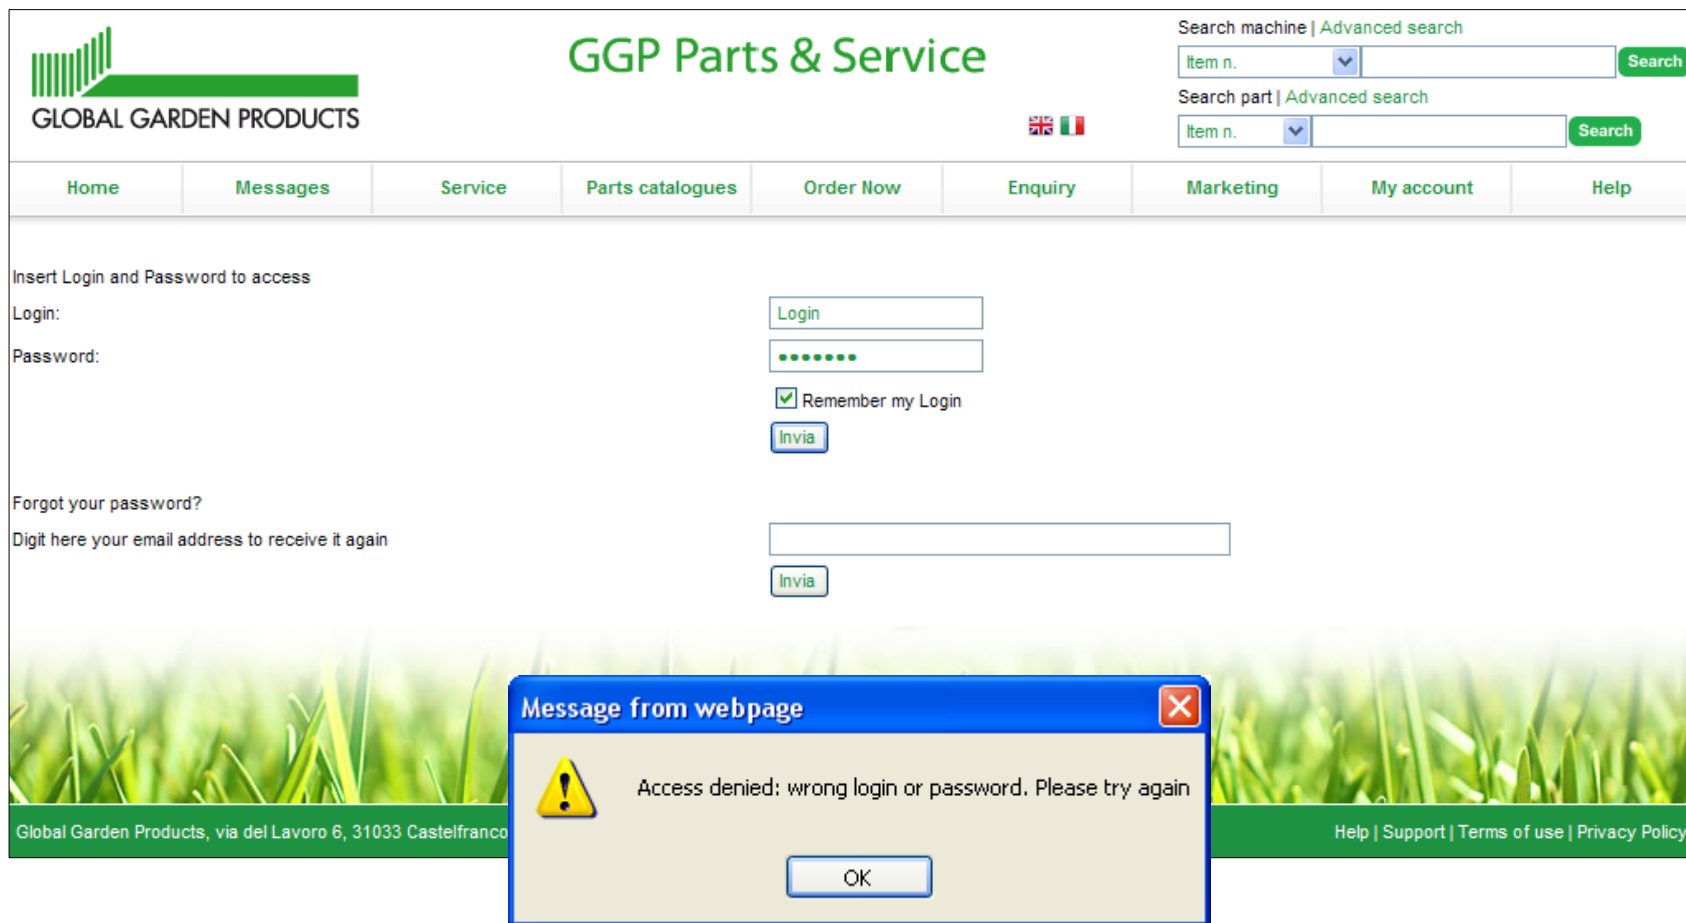 GLOBAL GARDEN PRODUCTS
GGP Parts & Service
Search machine | Advanced search
Item n.
Search
Search part | Advanced search
Item n.
Search
Home Messages Service Parts catalogues Order Now Enquiry Marketing My account Help
Insert Login and Password to access
Login:
Login
Password:
•••••••
Remember my Login
Invia
Forgot your password?
Digit here your email address to receive it again
Invia
Message from webpage
Access denied: wrong login or password. Please try again
OK
Global Garden Products, via del Lavoro 6, 31033 Castelfranco
Help | Support | Terms of use | Privacy Policy